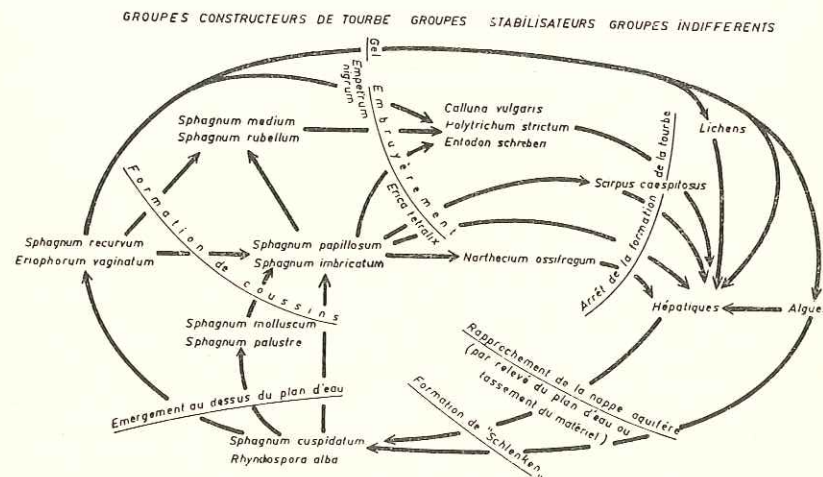 GROUPES CONSTRUCTEURS DE TOURBE GROUPES STABILISATEURS GROUPES INDIFFERENTS
Gel
Empetrum
nigrum
Embruyèrement
Erica tetralix
Calluna vulgaris
Polytrichum strictum
Entodon schreben
Lichens
Sphagnum medium
Sphagnum rubellum
Arrêt de la formation de la tourbe
Scirpus caespitosus
Formation de coussins
Sphagnum recurvum
Eriophorum vaginatum
Sphagnum papillosum
Sphagnum imbricatum
Narthecium ossifragum
Hépatiques
Algues
Sphagnum molluscum
Sphagnum palustre
Rapprochement de la nappe aquifère
(par relevé du plan d'eau ou
tassement du matériel)
Emergement au dessus du plan d'eau
Formation de "Schlenken"
Sphagnum cuspidatum
Rhyndospora alba